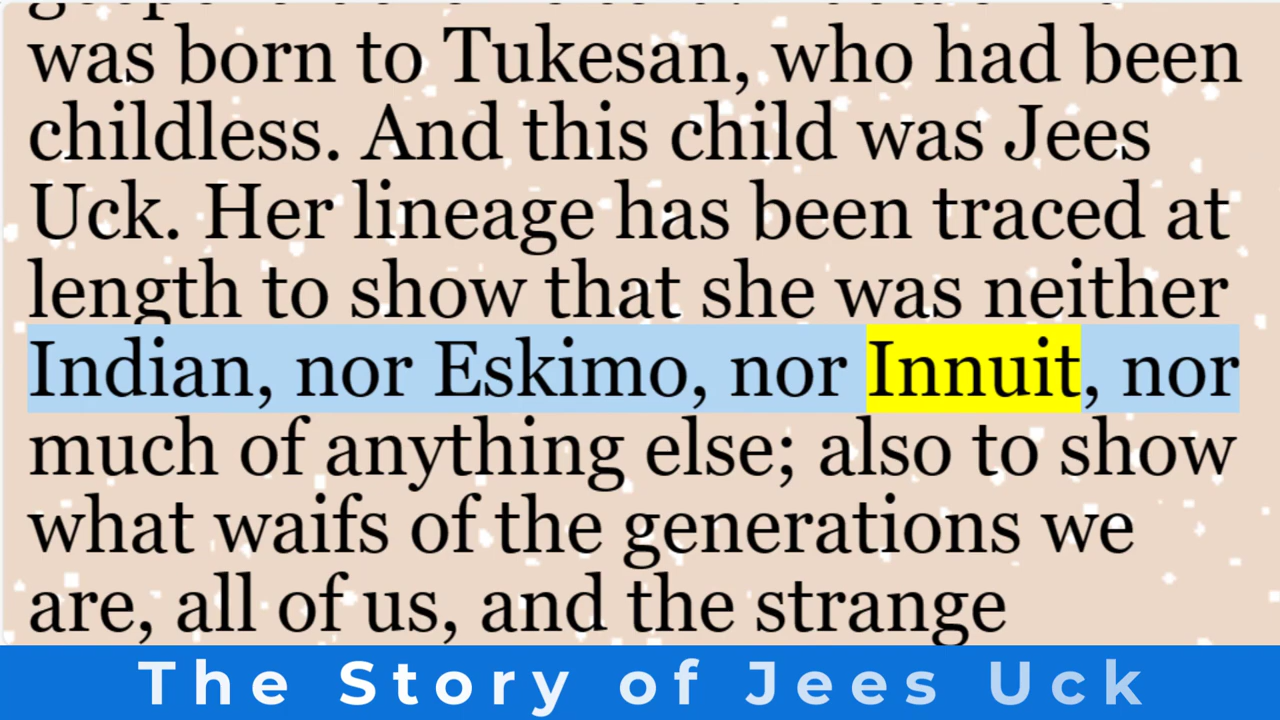 was born to Tukesan, who had been
childless. And this child was Jees
Uck. Her lineage has been traced at
length to show that she was neither
Indian, nor Eskimo, nor Innuit, nor
much of anything else; also to show
what waifs of the generations we
are, all of us, and the strange
The Story of Jees Uck